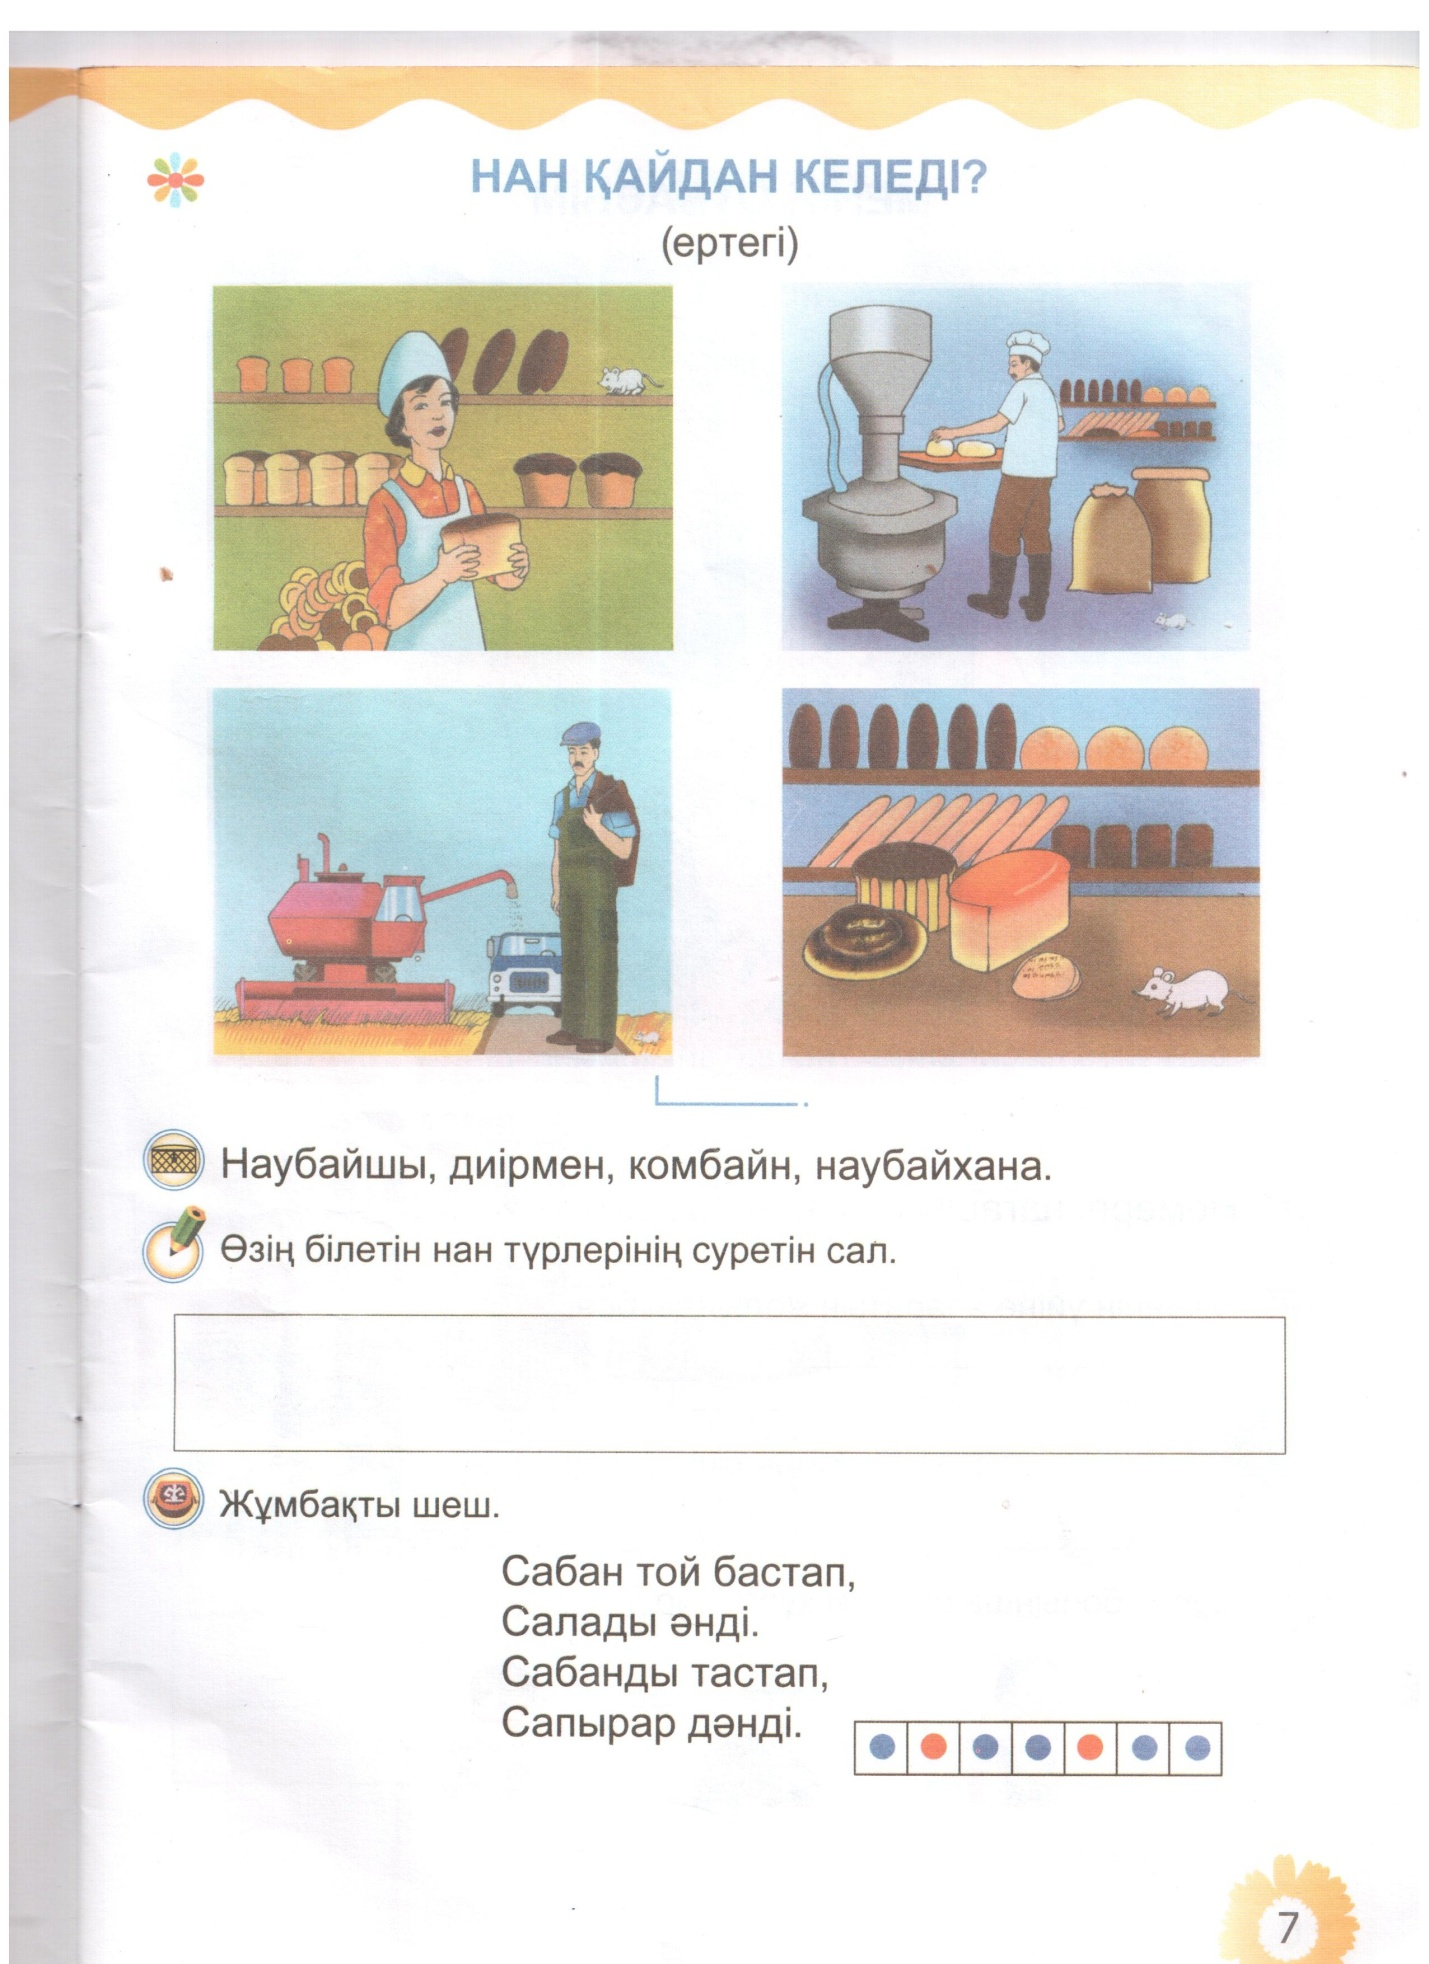 НАН ҚАЙДАН КЕЛЕДІ?
(ертегі)
Наубайшы, диірмен, комбайн, наубайхана.
Өзің білетін нан түрлерінің суретін сал.
Жұмбақты шеш.
Сабан той бастап,
Салады әнді.
Сабанды тастап,
Сапырар дәнді.
7